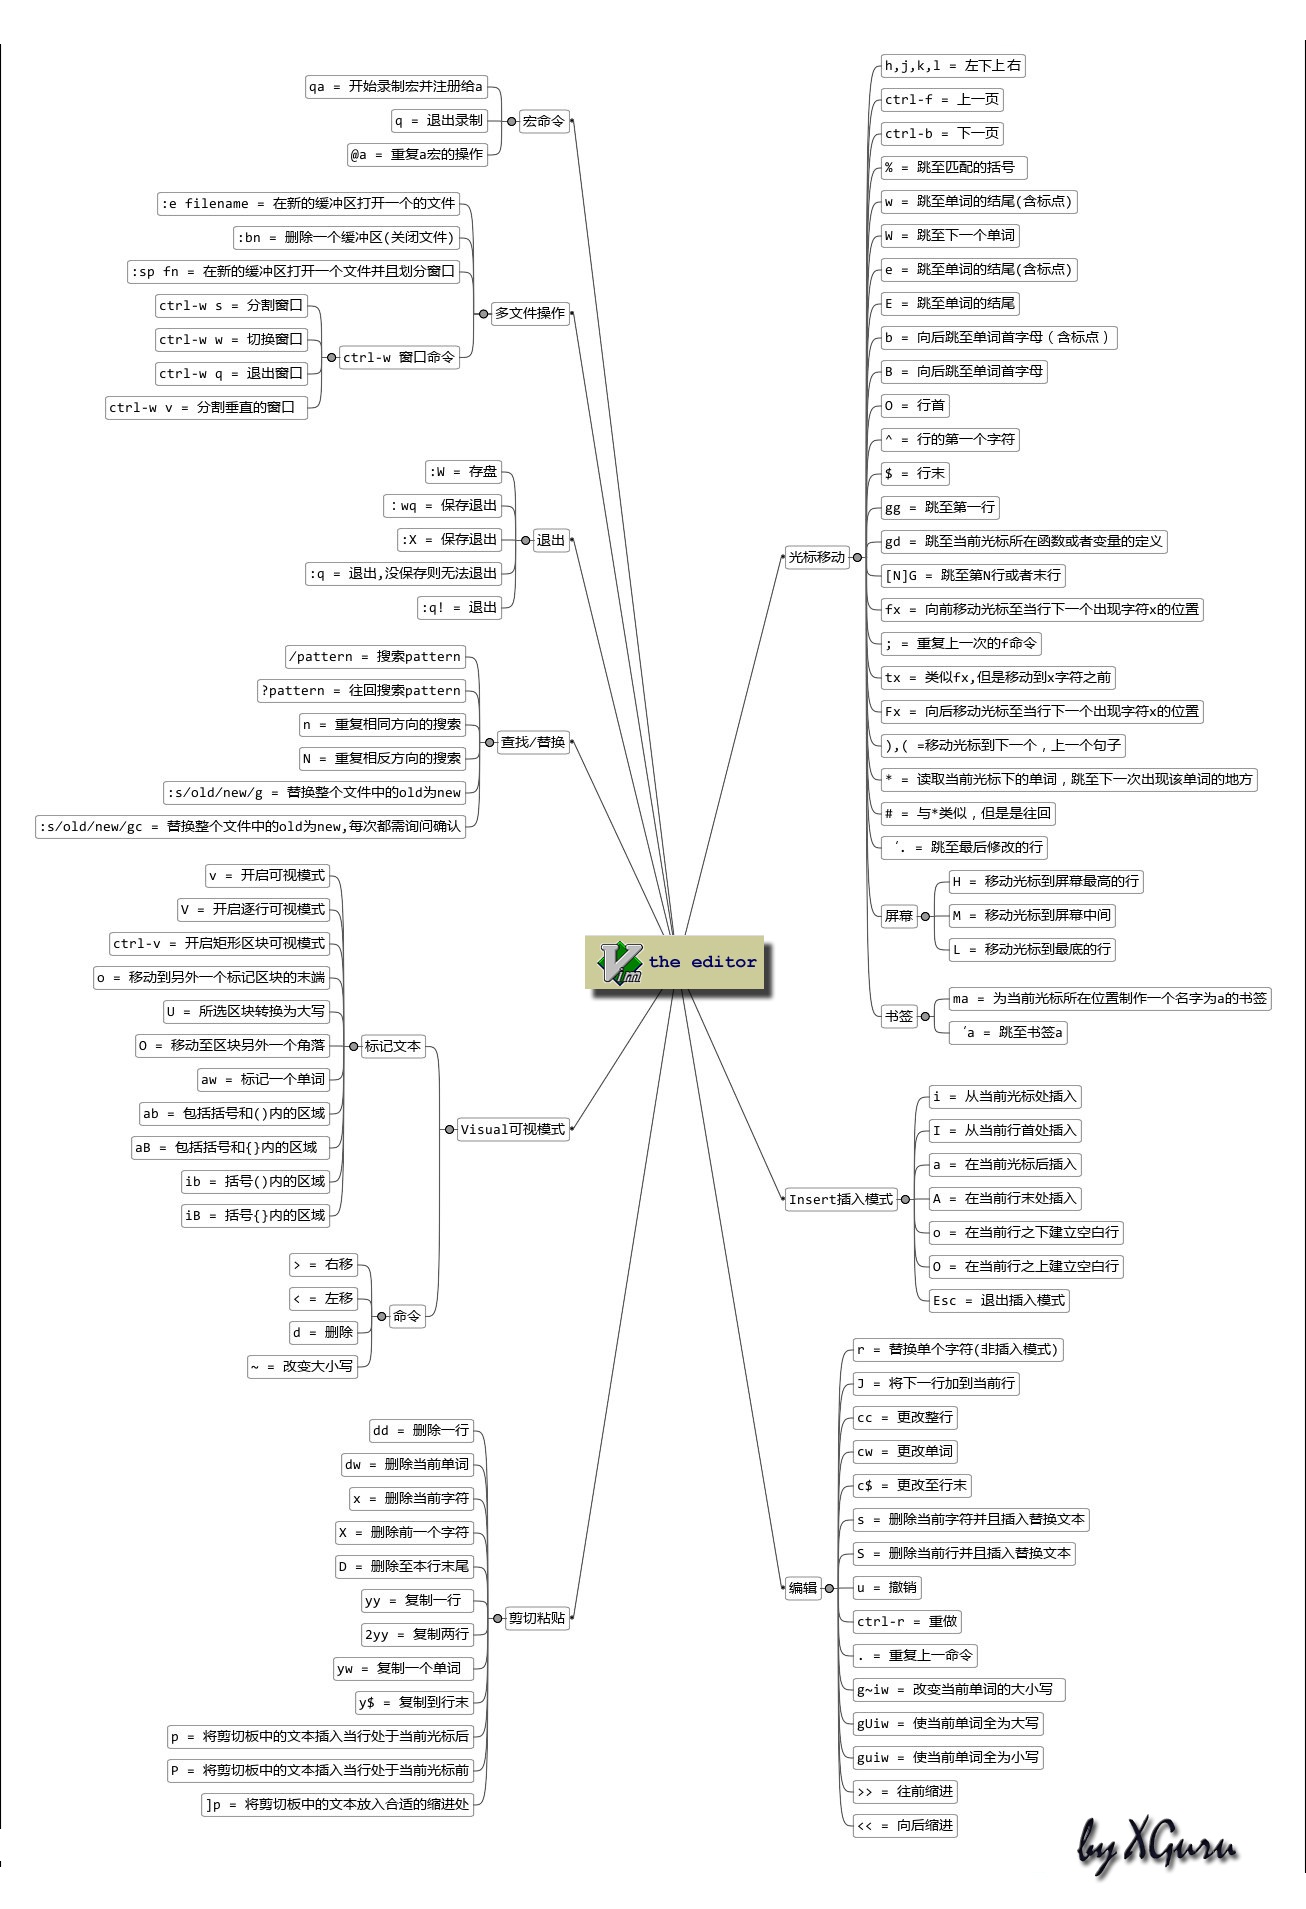 qa = 开始录制宏并注册给a
q = 退出录制
@a = 重复a宏的操作
宏命令
:e filename = 在新的缓冲区打开一个的文件
:bn = 删除一个缓冲区(关闭文件)
:sp fn = 在新的缓冲区打开一个文件并且划分窗口
ctrl-w s = 分割窗口
ctrl-w w = 切换窗口
ctrl-w q = 退出窗口
ctrl-w v = 分割垂直的窗口
ctrl-w 窗口命令
多文件操作
:W = 存盘
：wq = 保存退出
:X = 保存退出
:q = 退出,没保存则无法退出
:q! = 退出
退出
/pattern = 搜索pattern
?pattern = 往回搜索pattern
n = 重复相同方向的搜索
N = 重复相反方向的搜索
:s/old/new/g = 替换整个文件中的old为new
:s/old/new/gc = 替换整个文件中的old为new,每次都需询问确认
查找/替换
v = 开启可视模式
V = 开启逐行可视模式
ctrl-v = 开启矩形区块可视模式
o = 移动到另外一个标记区块的末端
U = 所选区块转换为大写
O = 移动至区块另外一个角落
aw = 标记一个单词
ab = 包括括号和()内的区域
aB = 包括括号和{}内的区域
ib = 括号()内的区域
iB = 括号{}内的区域
标记文本
> = 右移
< = 左移
d = 删除
~ = 改变大小写
命令
Visual可视模式
dd = 删除一行
dw = 删除当前单词
x = 删除当前字符
X = 删除前一个字符
D = 删除至本行末尾
yy = 复制一行
2yy = 复制两行
yw = 复制一个单词
y$ = 复制到行末
p = 将剪切板中的文本插入当行处于当前光标后
P = 将剪切板中的文本插入当行处于当前光标前
]p = 将剪切板中的文本放入合适的缩进处
剪切粘贴
Vim the editor
光标移动
h,j,k,l = 左下上右
ctrl-f = 上一页
ctrl-b = 下一页
% = 跳至匹配的括号
w = 跳至单词的结尾(含标点)
W = 跳至下一个单词
e = 跳至单词的结尾(含标点)
E = 跳至单词的结尾
b = 向后跳至单词首字母（含标点）
B = 向后跳至单词首字母
O = 行首
^ = 行的第一个字符
$ = 行末
gg = 跳至第一行
gd = 跳至当前光标所在函数或者变量的定义
[N]G = 跳至第N行或者末行
fx = 向前移动光标至当行下一个出现字符x的位置
; = 重复上一次的f命令
tx = 类似fx,但是移动到x字符之前
Fx = 向后移动光标至当行下一个出现字符x的位置
),( =移动光标到下一个，上一个句子
* = 读取当前光标下的单词，跳至下一次出现该单词的地方
# = 与*类似，但是是往回
´. = 跳至最后修改的行
屏幕
H = 移动光标到屏幕最高的行
M = 移动光标到屏幕中间
L = 移动光标到最底的行
书签
ma = 为当前光标所在位置制作一个名字为a的书签
´a = 跳至书签a
Insert插入模式
i = 从当前光标处插入
I = 从当前行首处插入
a = 在当前光标后插入
A = 在当前行末处插入
o = 在当前行之下建立空白行
O = 在当前行之上建立空白行
Esc = 退出插入模式
编辑
r = 替换单个字符(非插入模式)
J = 将下一行加到当前行
cc = 更改整行
cw = 更改单词
c$ = 更改至行末
s = 删除当前字符并且插入替换文本
S = 删除当前行并且插入替换文本
u = 撤销
ctrl-r = 重做
. = 重复上一命令
g~iw = 改变当前单词的大小写
gUiw = 使当前单词全为大写
guiw = 使当前单词全为小写
>> = 往前缩进
<< = 向后缩进
by XGuru